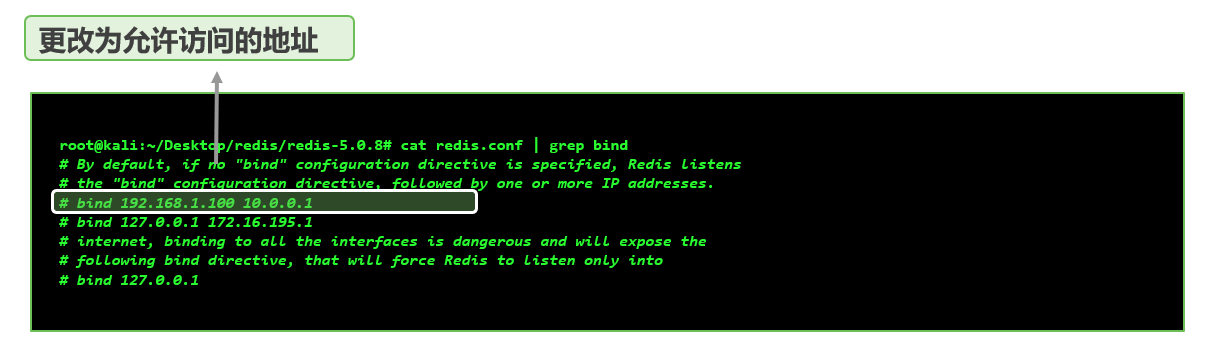 更改为允许访问的地址
root@kali:~/Desktop/redis/redis-5.0.8# cat redis.conf | grep bind
# By default, if no "bind" configuration directive is specified, Redis listens
# the "bind" configuration directive, followed by one or more IP addresses.
# bind 192.168.1.100 10.0.0.1
# bind 127.0.0.1 172.16.195.1
# internet, binding to all the interfaces is dangerous and will expose the
# following bind directive, that will force Redis to listen only into
# bind 127.0.0.1